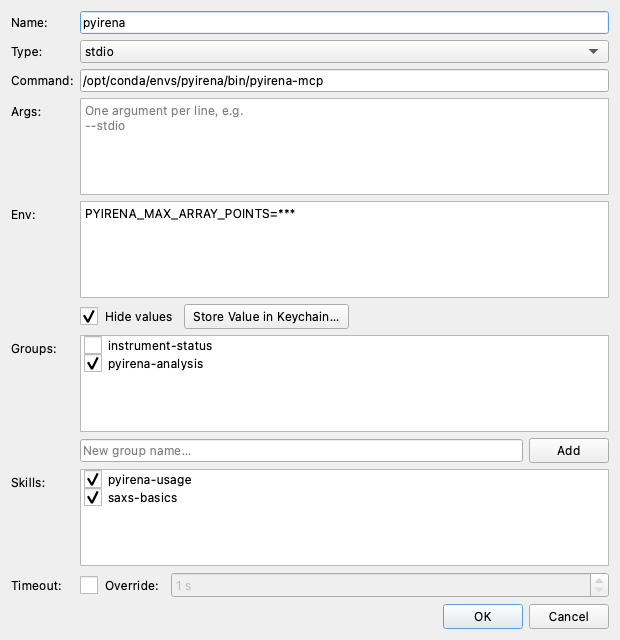 Name: pyirena
Type: stdio
Command: /opt/conda/envs/pyirena/bin/pyirena-mcp
Args: One argument per line, e.g.
--stdio
Env: PYIRENA_MAX_ARRAY_POINTS=***
Hide values Store Value in Keychain...
Groups: instrument-status
pyirena-analysis
New group name... Add
Skills: pyirena-usage
saxs-basics
Timeout: Override: 1 s
OK Cancel